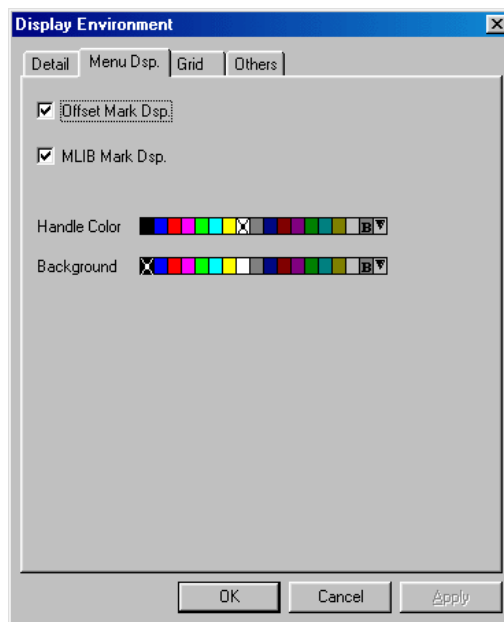 Display Environment
Detail Menu Dsp. Grid Others
Offset Mark Dsp.
MLIB Mark Dsp.
Handle Color B
Background B
OK Cancel Apply